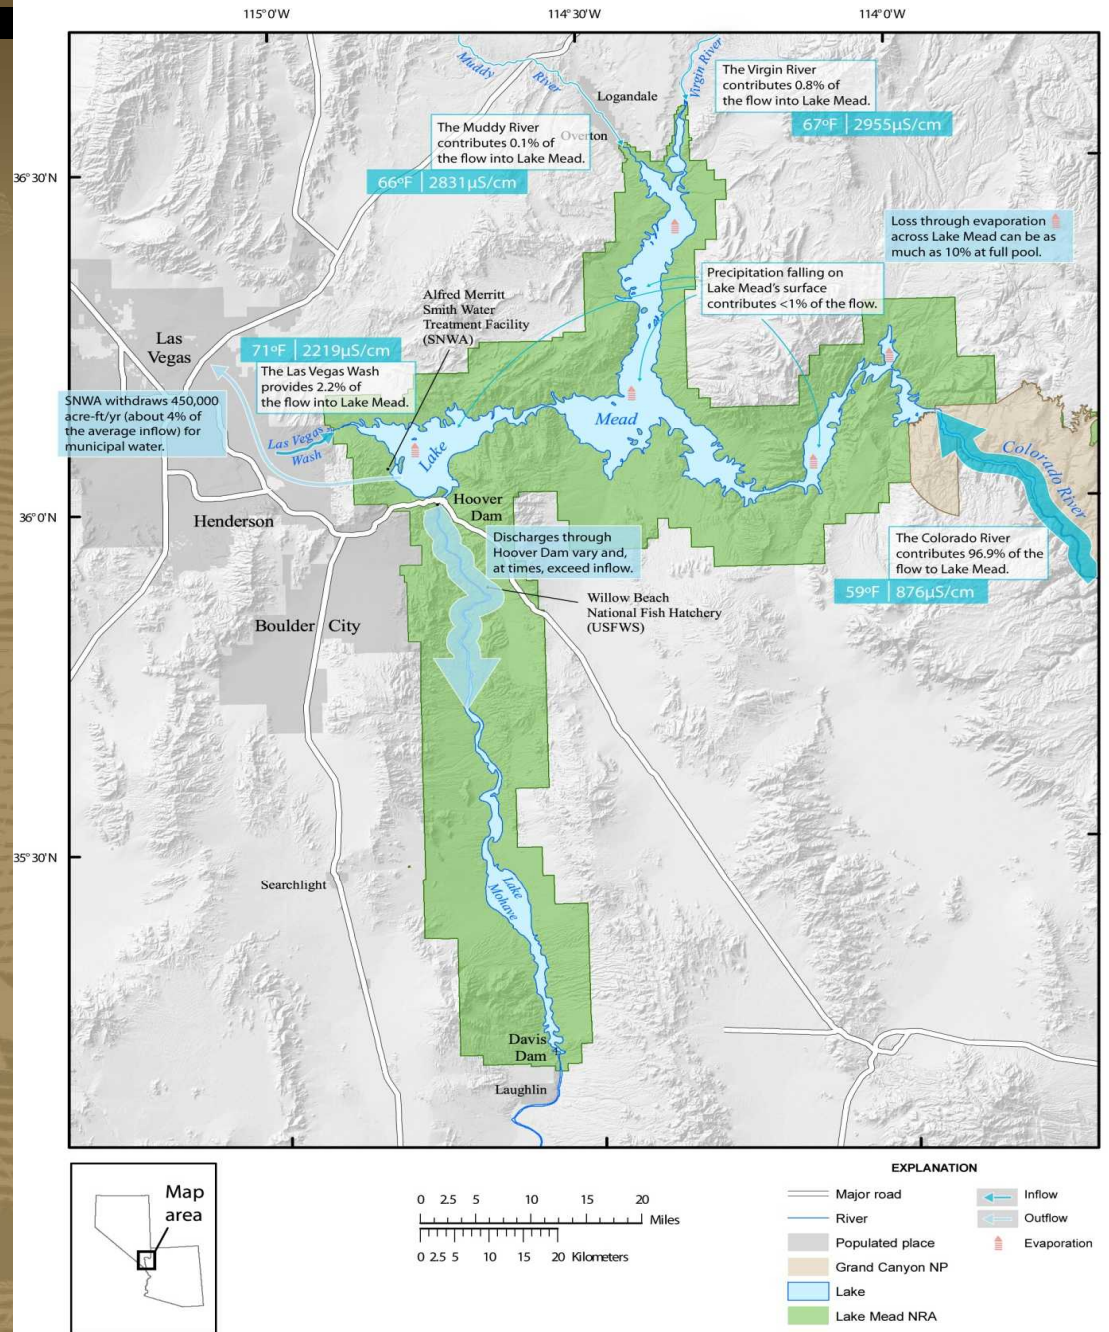 115°0'W
114°30'W
114°0'W
36°30'N
36°0'N
35°30'N
Muddy
River
Logandale
Overton
Virgin River
The Virgin River
contributes 0.8% of
the flow into Lake Mead.
67ºF | 2955µS/cm
The Muddy River
contributes 0.1% of
the flow into Lake Mead.
66ºF | 2831µS/cm
Loss through evaporation
across Lake Mead can be as
much as 10% at full pool.
Precipitation falling on
Lake Mead's surface
contributes <1% of the flow.
Alfred Merritt
Smith Water
Treatment Facility
(SNWA)
Las
Vegas
71ºF | 2219µS/cm
The Las Vegas Wash
provides 2.2% of
the flow into Lake Mead.
SNWA withdraws 450,000
acre-ft/yr (about 4% of
the average inflow) for
municipal water.
Las Vegas
Wash
Lake
Mead
Colorado River
Henderson
Hoover
Dam
Discharges through
Hoover Dam vary and,
at times, exceed inflow.
The Colorado River
contributes 96.9% of the
flow to Lake Mead.
59ºF | 876µS/cm
Willow Beach
National Fish Hatchery
(USFWS)
Boulder City
Searchlight
Lake
Mohave
Davis
Dam
Laughlin
Map
area
0 2.5 5 10 15 20
Miles
0 2.5 5 10 15 20 Kilometers
EXPLANATION
Major road
River
Populated place
Grand Canyon NP
Lake
Lake Mead NRA
Inflow
Outflow
Evaporation